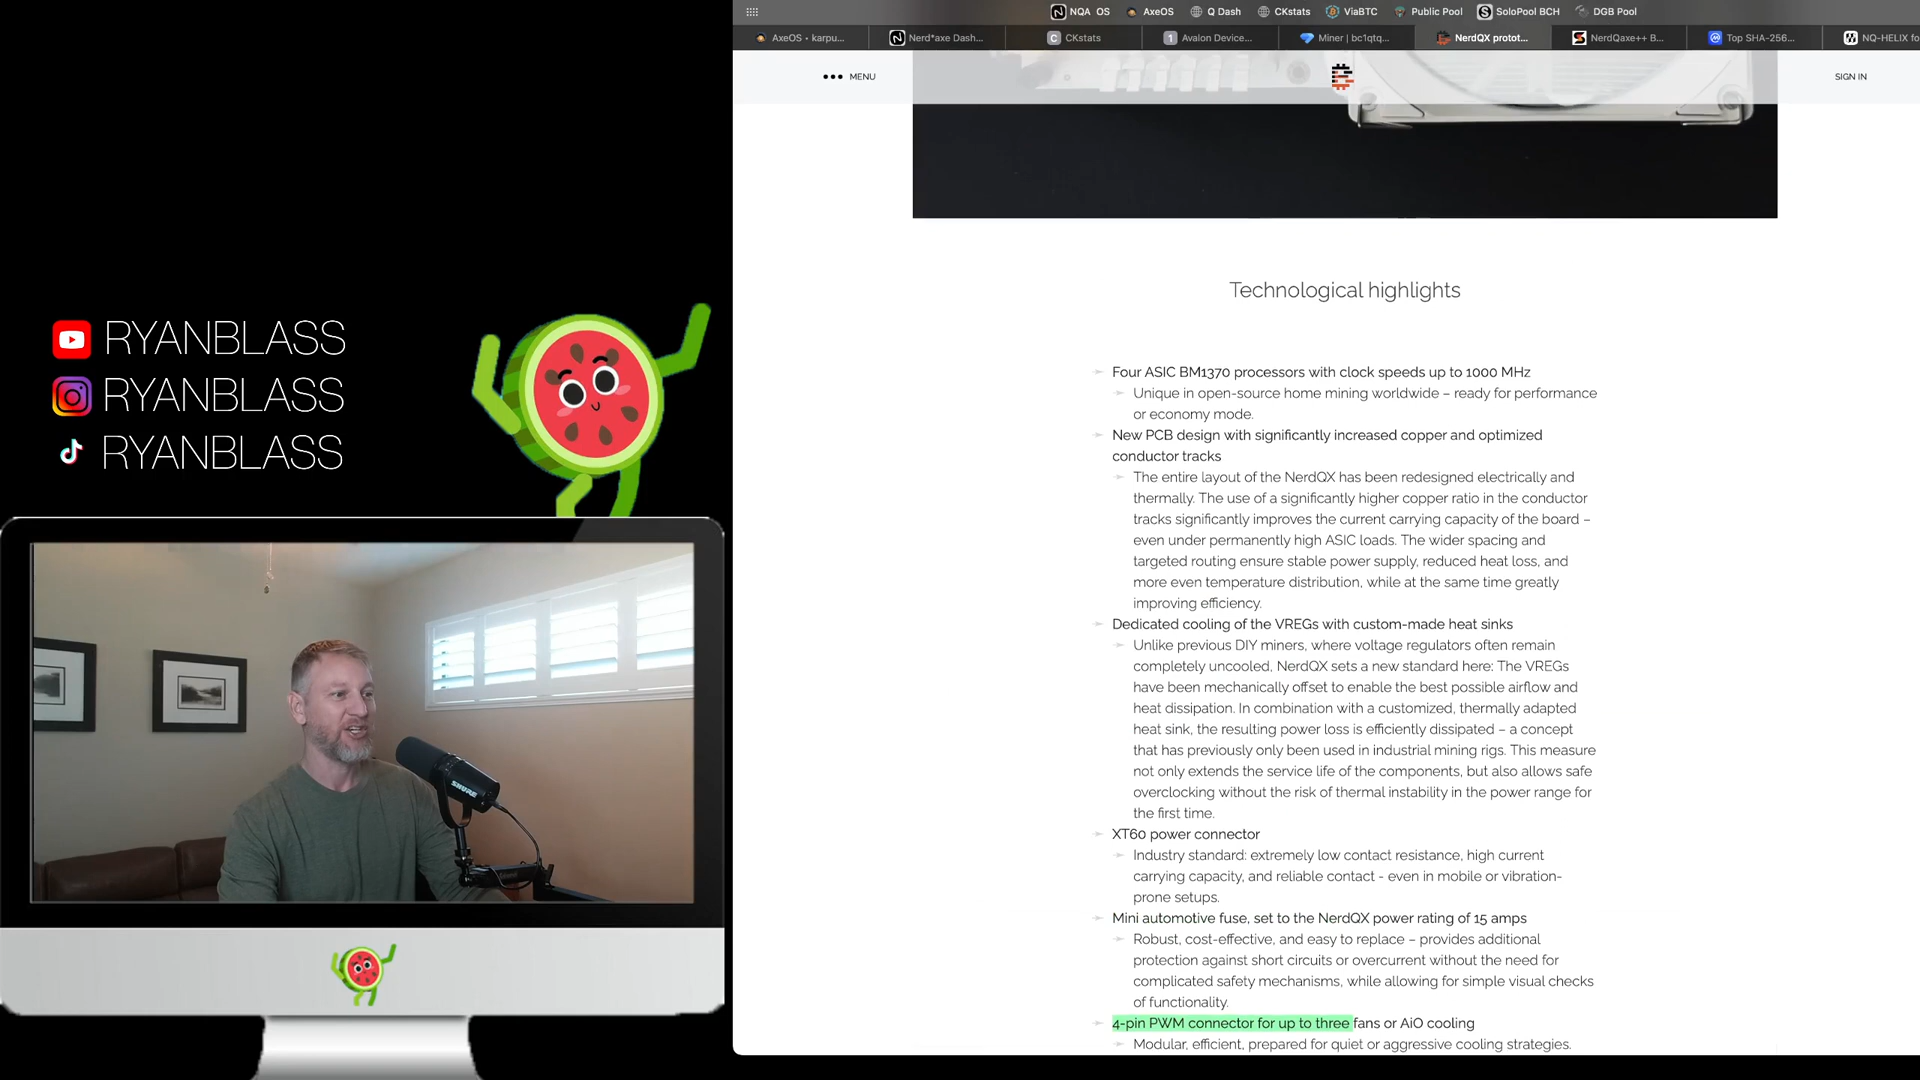 NQA OS
AxeOS
Q Dash
CKstats
ViaBTC
Public Pool
SoloPool BCH
DGB Pool
AxeOS • karpu...
Nerd*axe Dash...
C
CKstats
1
Avalon Device...
Miner | bc1qtq...
NerdQX protot...
NerdQaxe++ B...
Top SHA-256...
NQ-HELIX fo
MENU
SIGN IN
RYANBLASS
RYANBLASS
RYANBLASS
SHURE
Technological highlights
Four ASIC BM1370 processors with clock speeds up to 1000 MHz
Unique in open-source home mining worldwide – ready for performance
or economy mode.
New PCB design with significantly increased copper and optimized
conductor tracks
The entire layout of the NerdQX has been redesigned electrically and
thermally. The use of a significantly higher copper ratio in the conductor
tracks significantly improves the current carrying capacity of the board –
even under permanently high ASIC loads. The wider spacing and
targeted routing ensure stable power supply, reduced heat loss, and
more even temperature distribution, while at the same time greatly
improving efficiency.
Dedicated cooling of the VREGs with custom-made heat sinks
Unlike previous DIY miners, where voltage regulators often remain
completely uncooled, NerdQX sets a new standard here: The VREGs
have been mechanically offset to enable the best possible airflow and
heat dissipation. In combination with a customized, thermally adapted
heat sink, the resulting power loss is efficiently dissipated – a concept
that has previously only been used in industrial mining rigs. This measure
not only extends the service life of the components, but also allows safe
overclocking without the risk of thermal instability in the power range for
the first time.
XT60 power connector
Industry standard: extremely low contact resistance, high current
carrying capacity, and reliable contact - even in mobile or vibration-
prone setups.
Mini automotive fuse, set to the NerdQX power rating of 15 amps
Robust, cost-effective, and easy to replace – provides additional
protection against short circuits or overcurrent without the need for
complicated safety mechanisms, while allowing for simple visual checks
of functionality.
4-pin PWM connector for up to three fans or AiO cooling
Modular, efficient, prepared for quiet or aggressive cooling strategies.